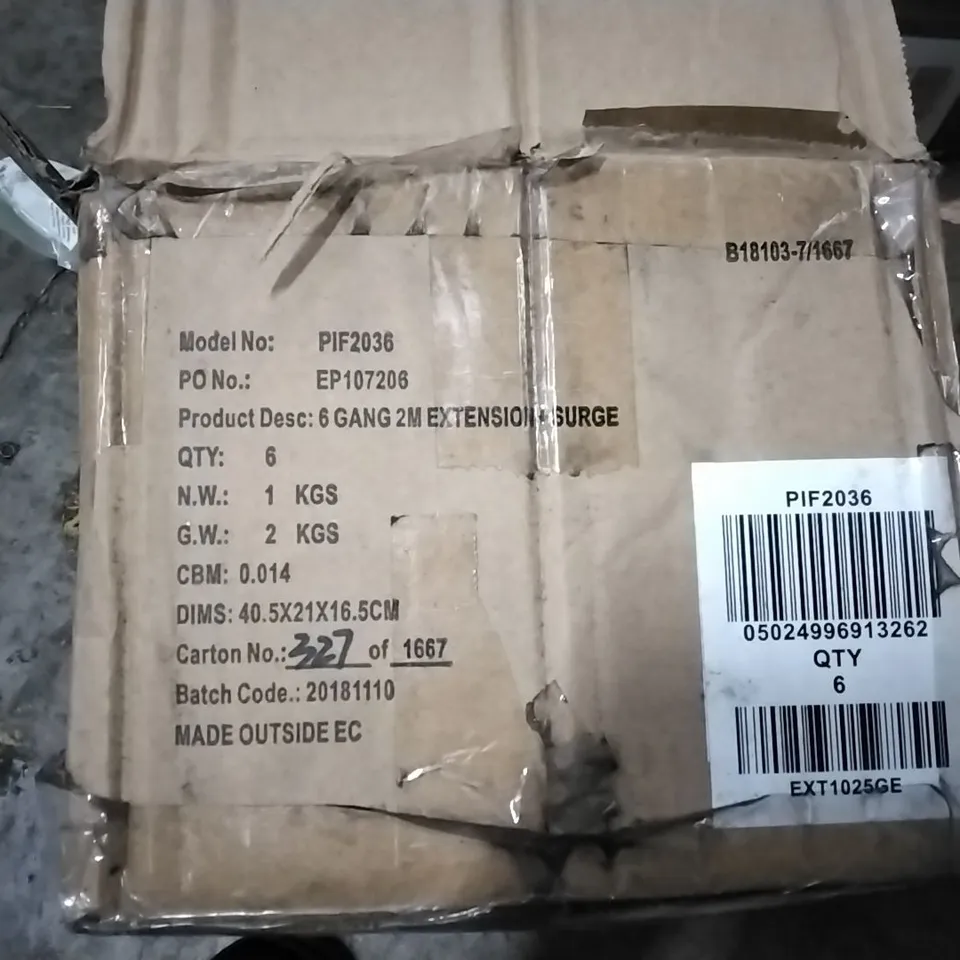 B18103-7/1667
Model No: PIF2036
PO No.: EP107206
Product Desc: 6 GANG 2M EXTENSION+SURGE
QTY: 6
N.W.: 1 KGS
G.W.: 2 KGS
CBM: 0.014
DIMS: 40.5X21X16.5CM
Carton No.: 327 of 1667
Batch Code.: 20181110
MADE OUTSIDE EC
PIF2036
05024996913262
QTY
6
EXT1025GE